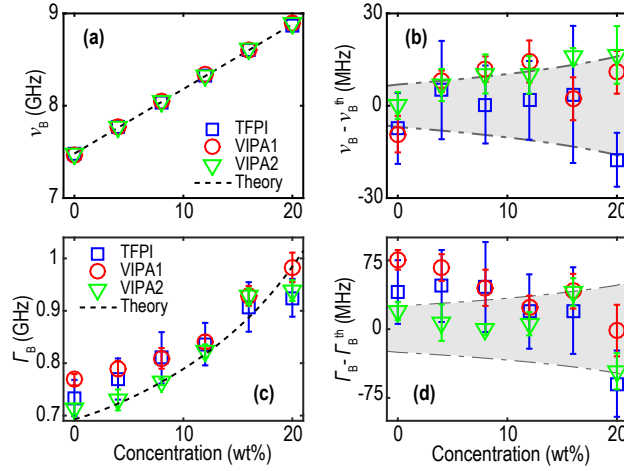 (a)
ν_B (GHz)
9
8
7
0 10 20
TFPI
VIPA1
VIPA2
Theory
(b)
ν_B - ν_B^th (MHz)
30
0
-30
0 10 20
(c)
Γ_B (GHz)
1
0.9
0.8
0.7
0 10 20
Concentration (wt%)
TFPI
VIPA1
VIPA2
Theory
(d)
Γ_B - Γ_B^th (MHz)
75
0
-75
0 10 20
Concentration (wt%)